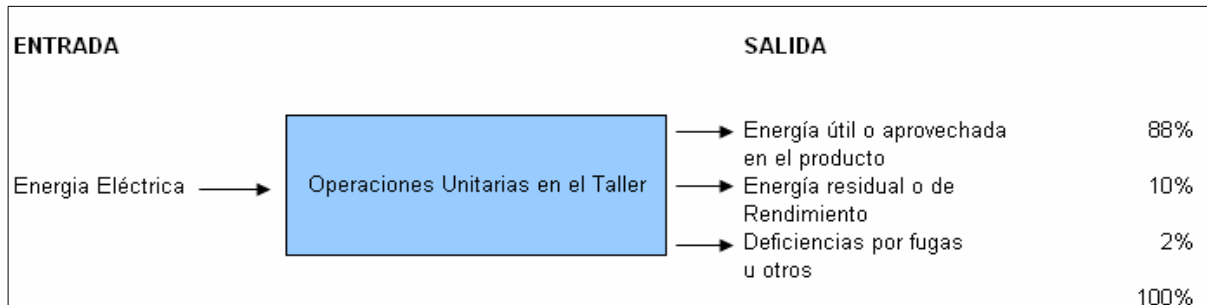 ENTRADA
SALIDA
Energia Eléctrica
Operaciones Unitarias en el Taller
Energía útil o aprovechada 88%
en el producto
Energía residual o de 10%
Rendimiento
Deficiencias por fugas 2%
u otros
100%